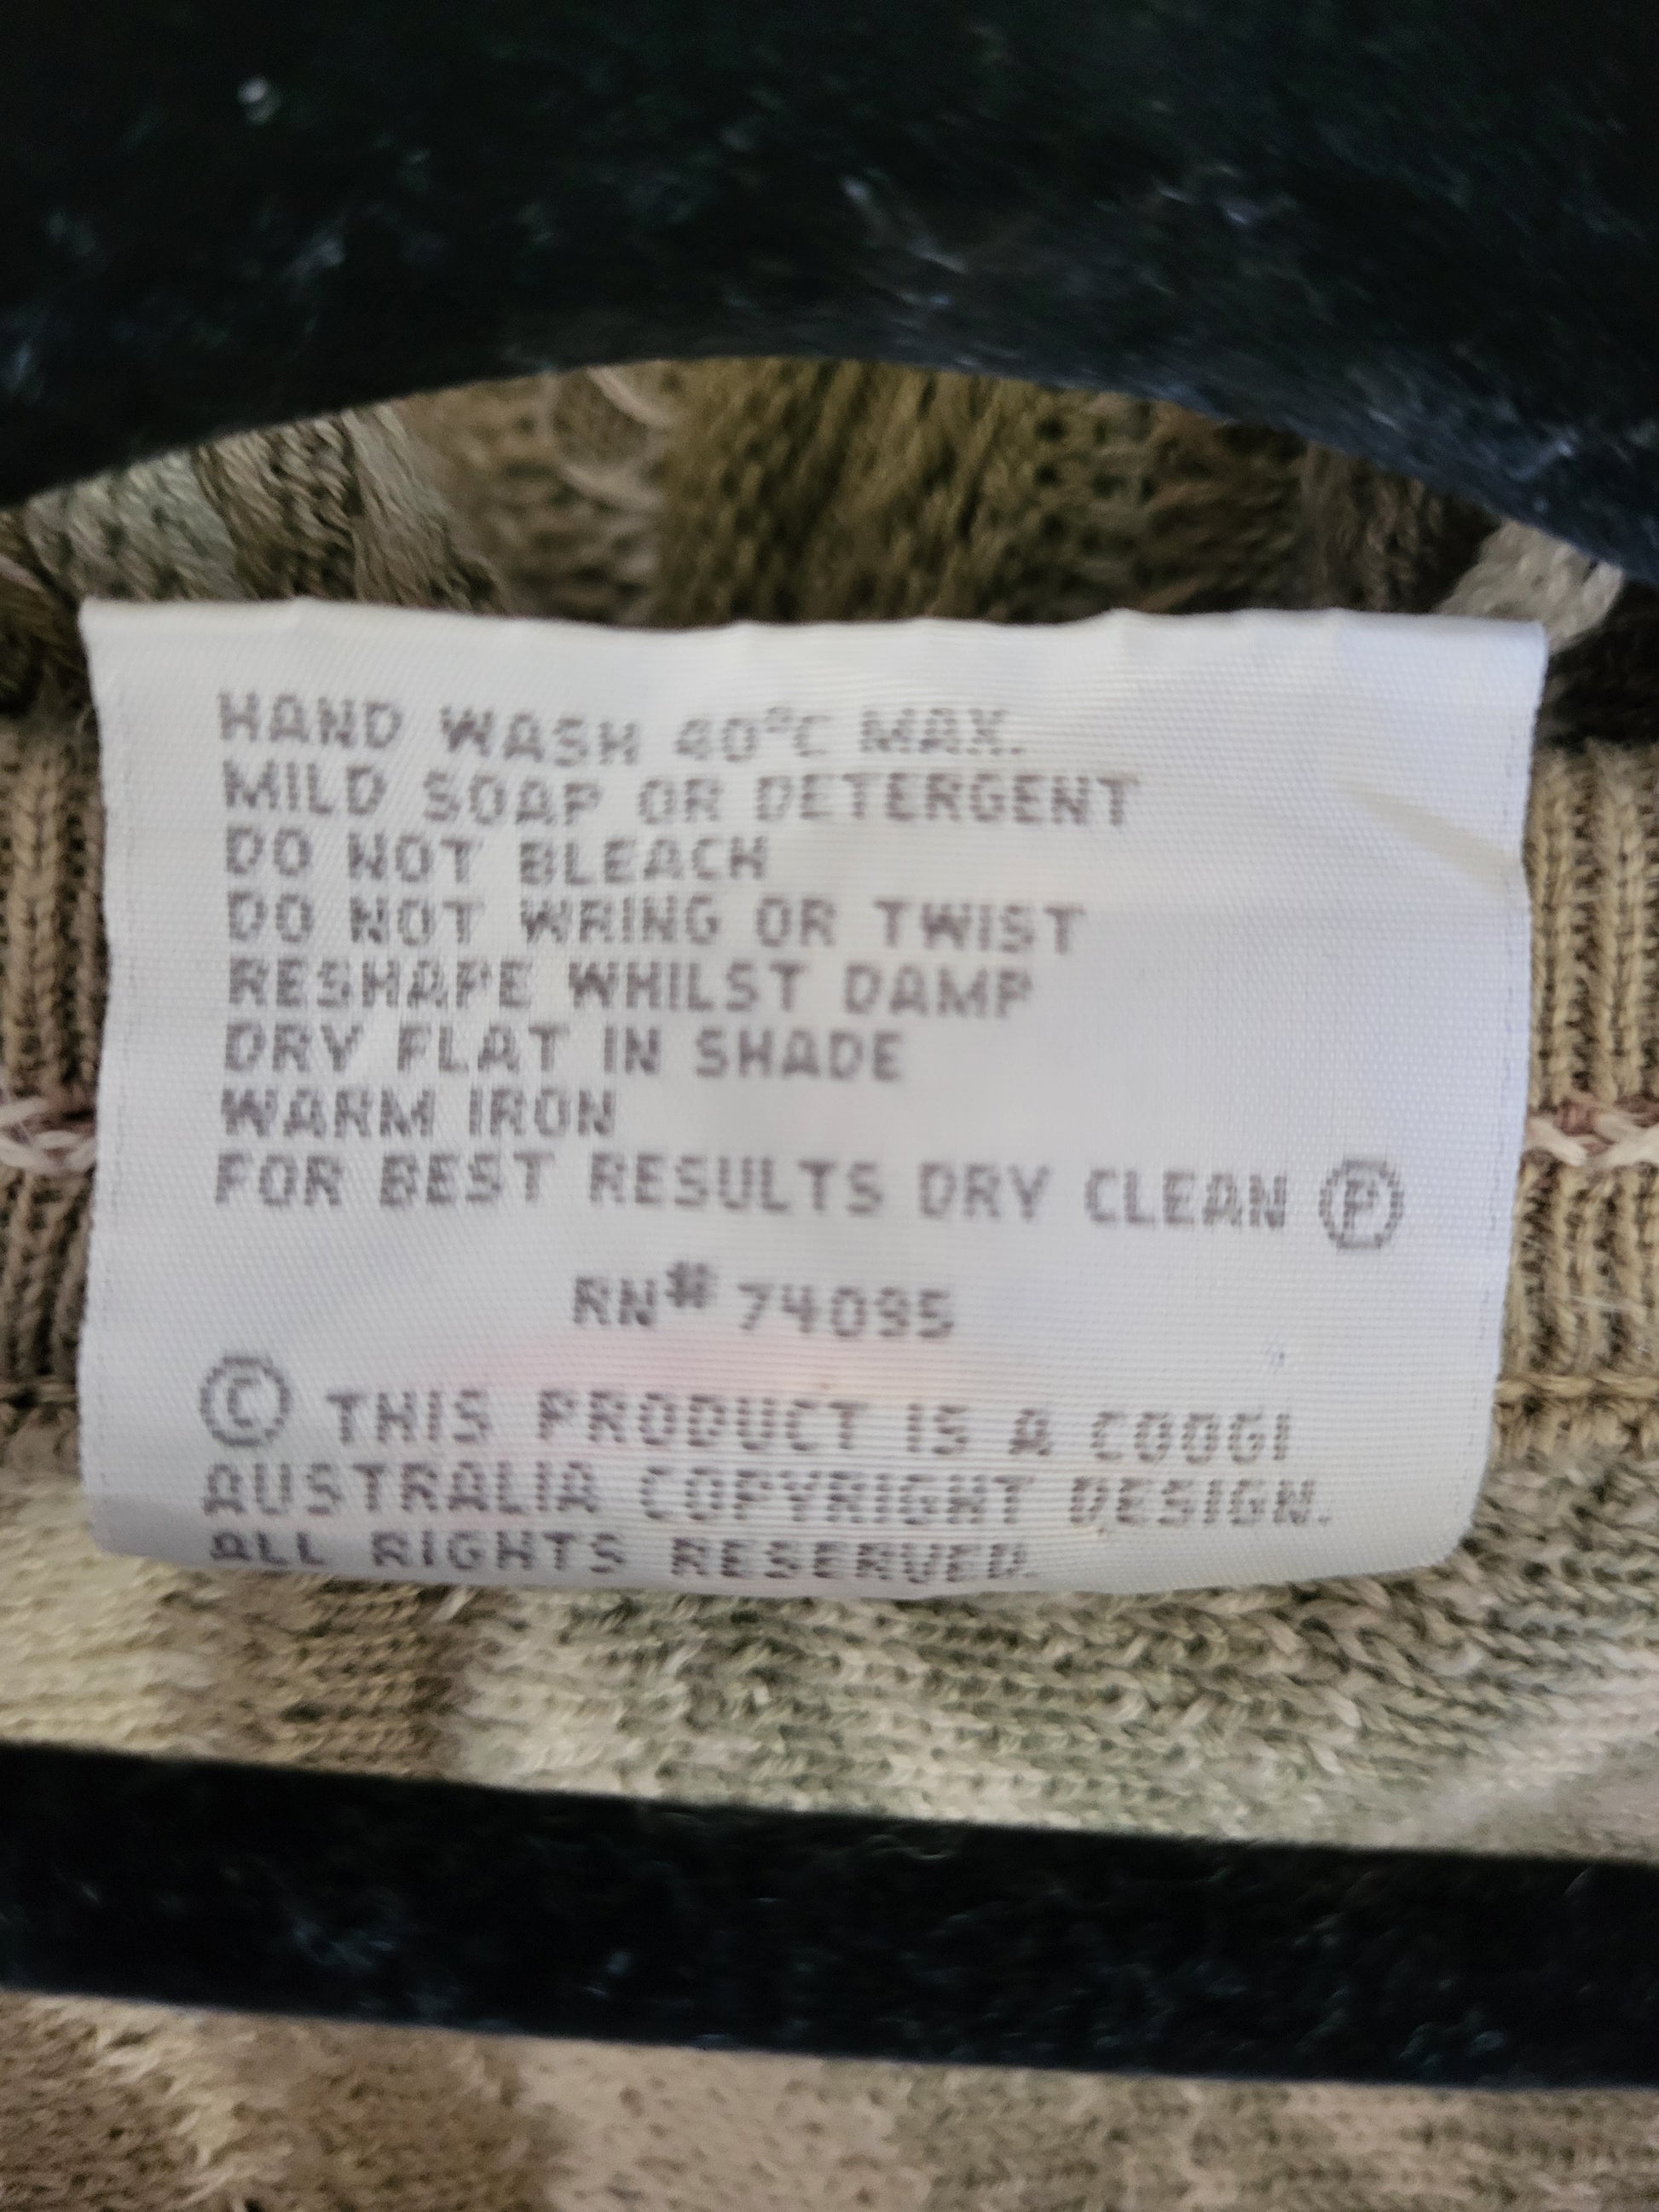 HAND WASH 40°C MAX.
MILD SOAP OR DETERGENT
DO NOT BLEACH
DO NOT WRING OR TWIST
RESHAPE WHILST DAMP
DRY FLAT IN SHADE
WARM IRON
FOR BEST RESULTS DRY CLEAN Ⓟ
RN# 74095
© THIS PRODUCT IS A COOGI
AUSTRALIA COPYRIGHT DESIGN.
ALL RIGHTS RESERVED.